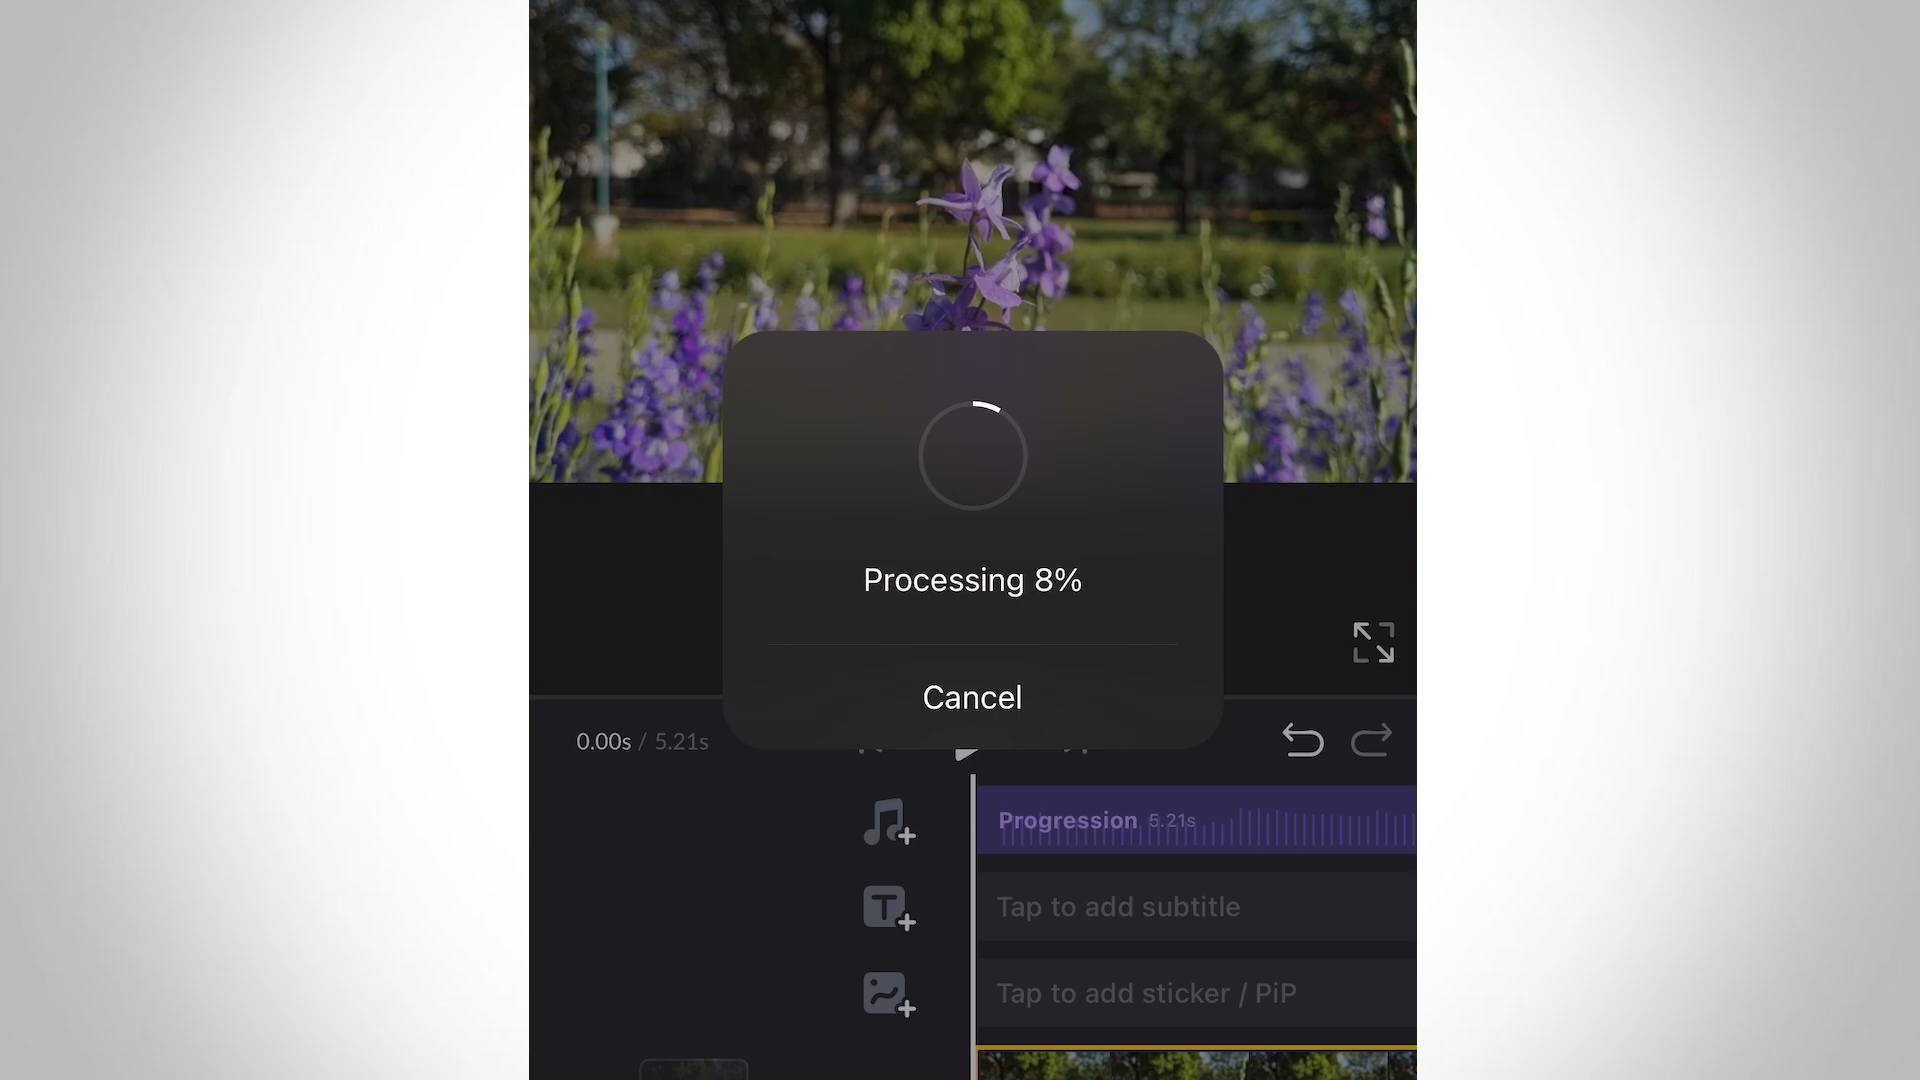 Processing 8%
Cancel
0.00s / 5.21s
Progression 5.21s
Tap to add subtitle
Tap to add sticker / PiP